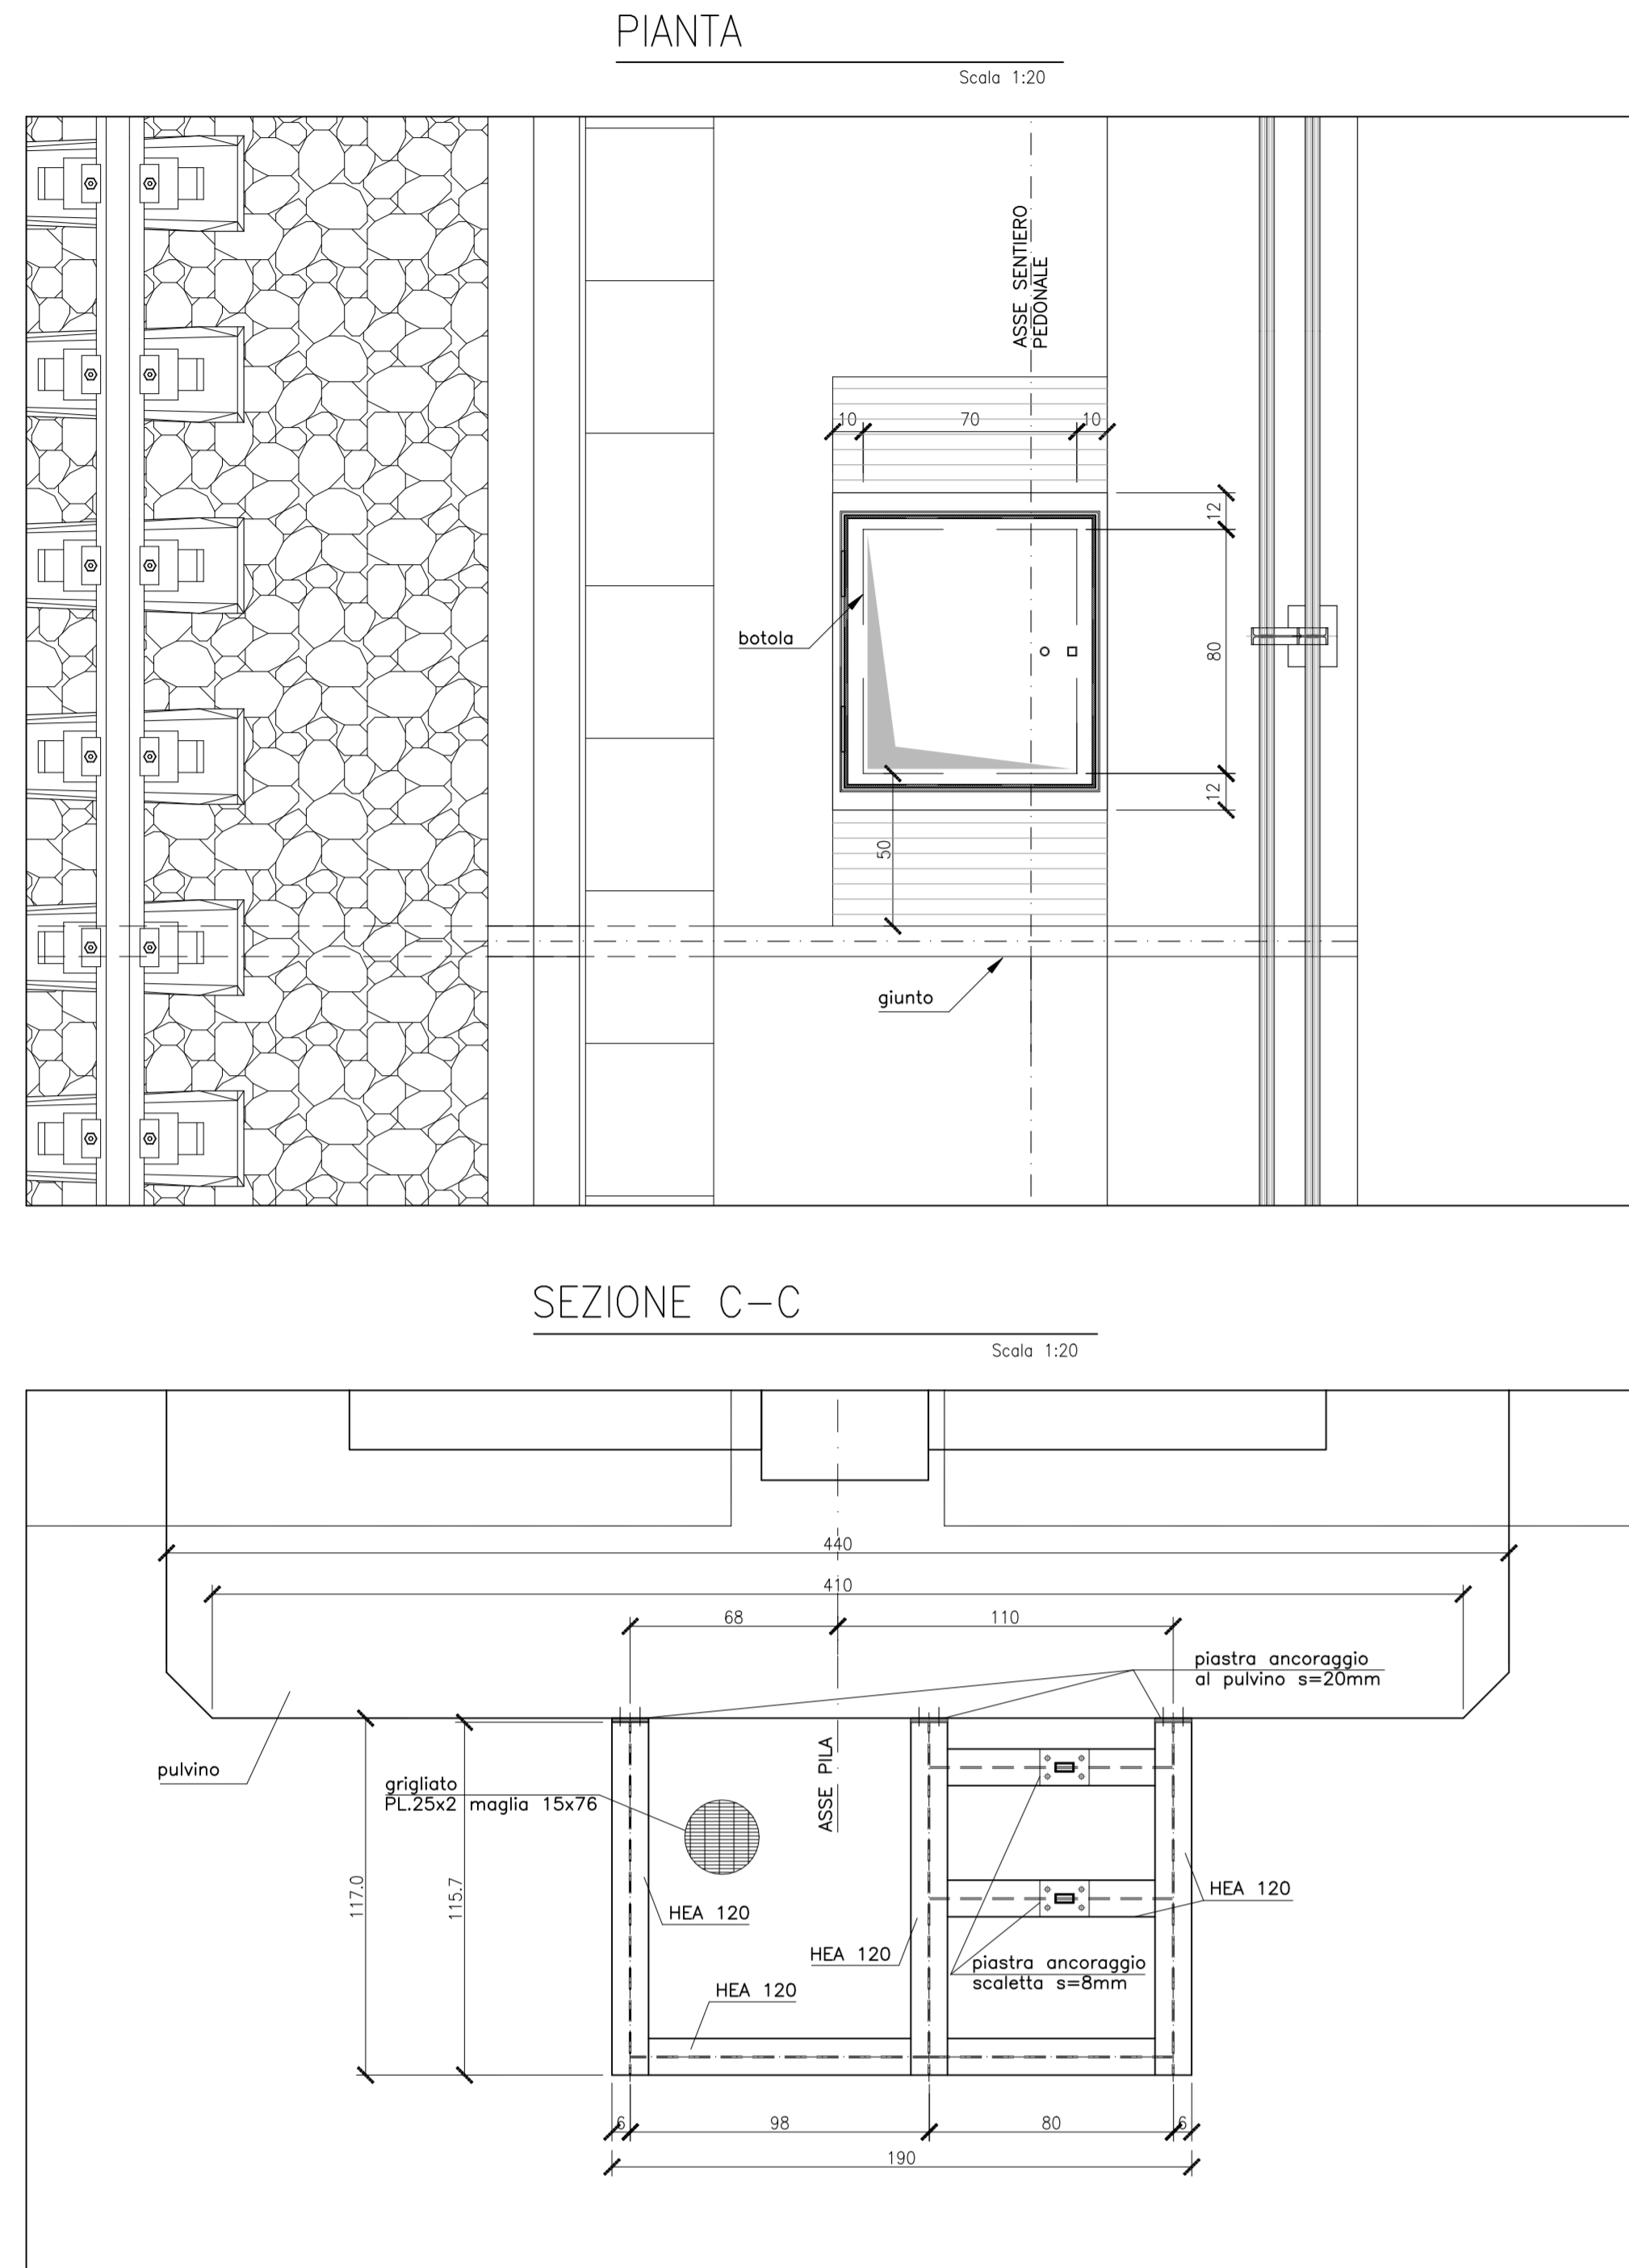 PIANTA
Scala 1:20
ASSE SENTIERO
PEDONALE
10
70
10
12
botola
80
12
50
giunto
SEZIONE C-C
Scala 1:20
440
410
68
110
piastra ancoraggio
al pulvino s=20mm
pulvino
ASSE PILA
grigliato
PL.25x2 maglia 15x76
117.0
115.7
HEA 120
HEA 120
HEA 120
piastra ancoraggio
scaletta s=8mm
HEA 120
6
98
80
6
190